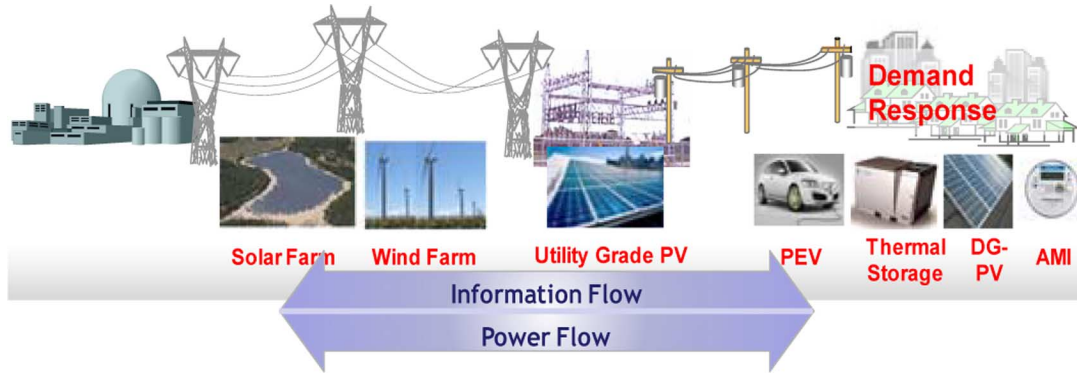 Demand
Response
Solar Farm
Wind Farm
Utility Grade PV
PEV
Thermal
Storage
DG-
PV
AMI
Information Flow
Power Flow